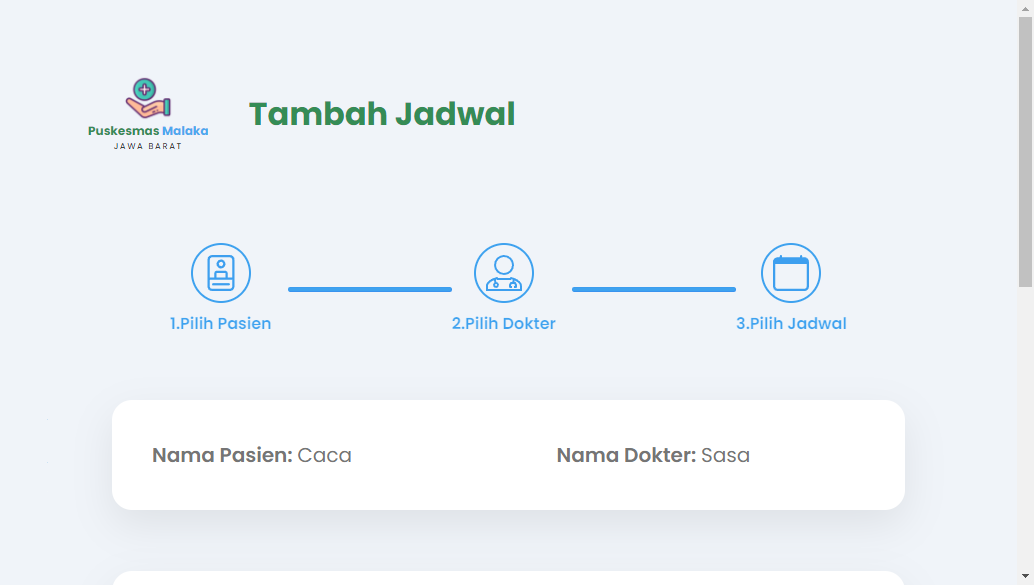 Puskesmas Malaka
JAWA BARAT
Tambah Jadwal
1.Pilih Pasien
2.Pilih Dokter
3.Pilih Jadwal
Nama Pasien: Caca
Nama Dokter: Sasa